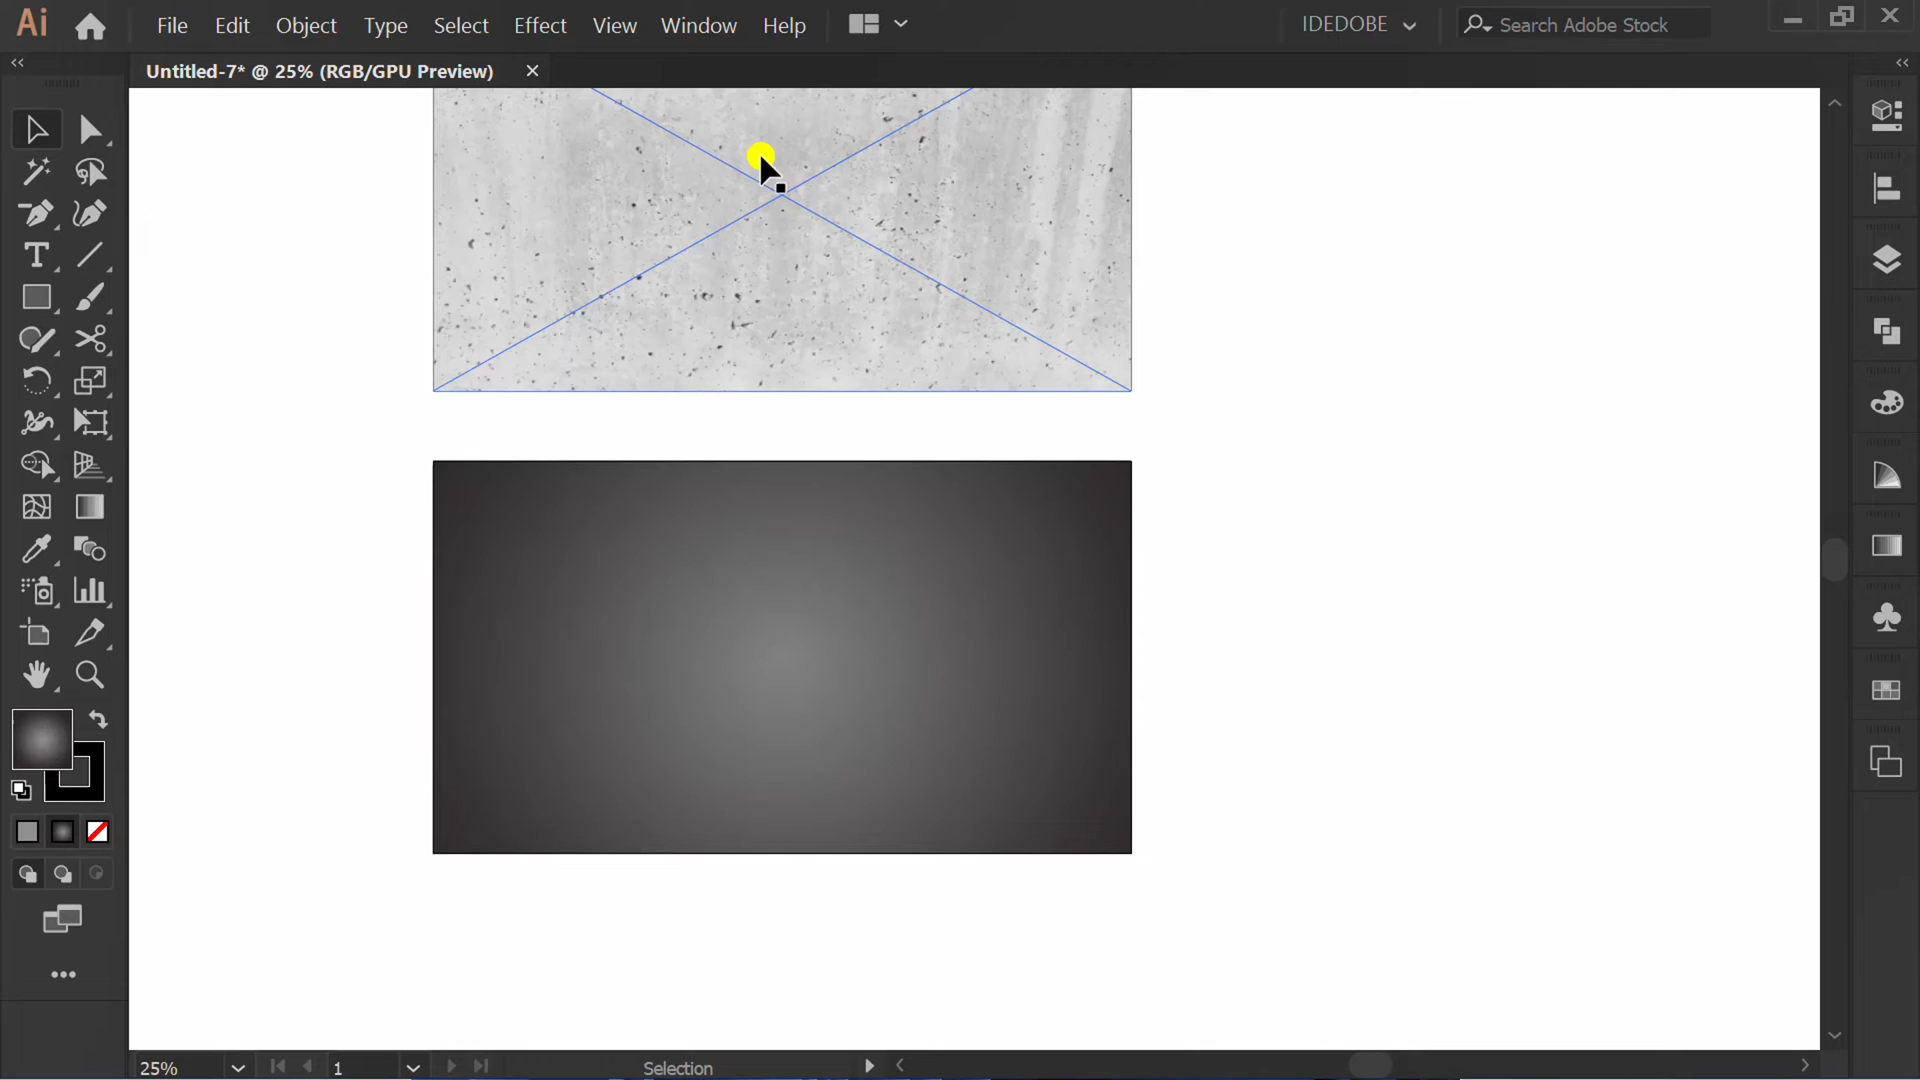 Ai File Edit Object Type Select Effect View Window Help IDEDOBE Search Adobe Stock
Untitled-7* @ 25% (RGB/GPU Preview)
25% 1 Selection